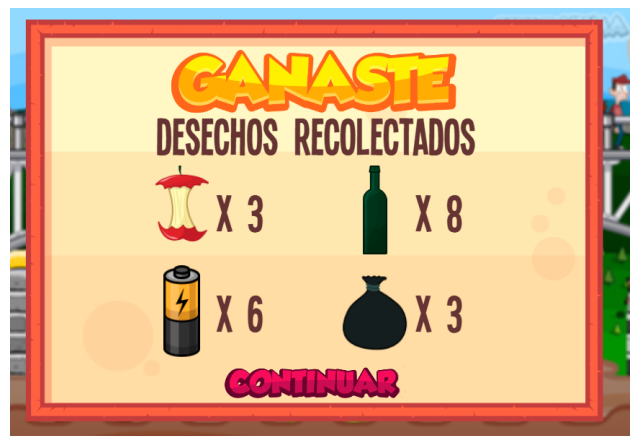 GANASTE
DESECHOS RECOLECTADOS
X 3
X 8
X 6
X 3
CONTINUAR